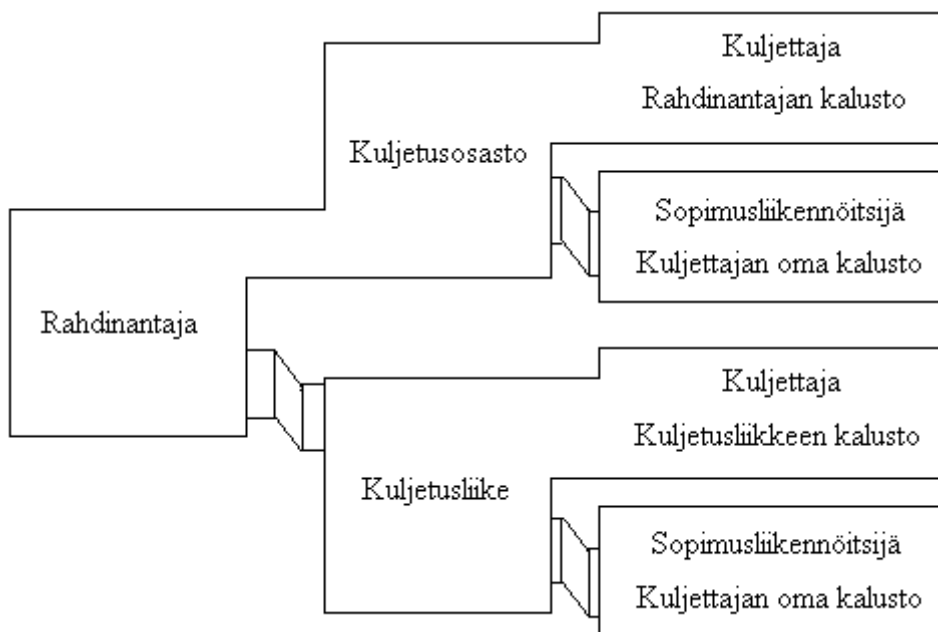 Kuljettaja
Rahdinantajan kalusto
Kuljetusosasto
Sopimusliikennöitsijä
Kuljettajan oma kalusto
Rahdinantaja
Kuljettaja
Kuljetusliikkeen kalusto
Kuljetusliike
Sopimusliikennöitsijä
Kuljettajan oma kalusto